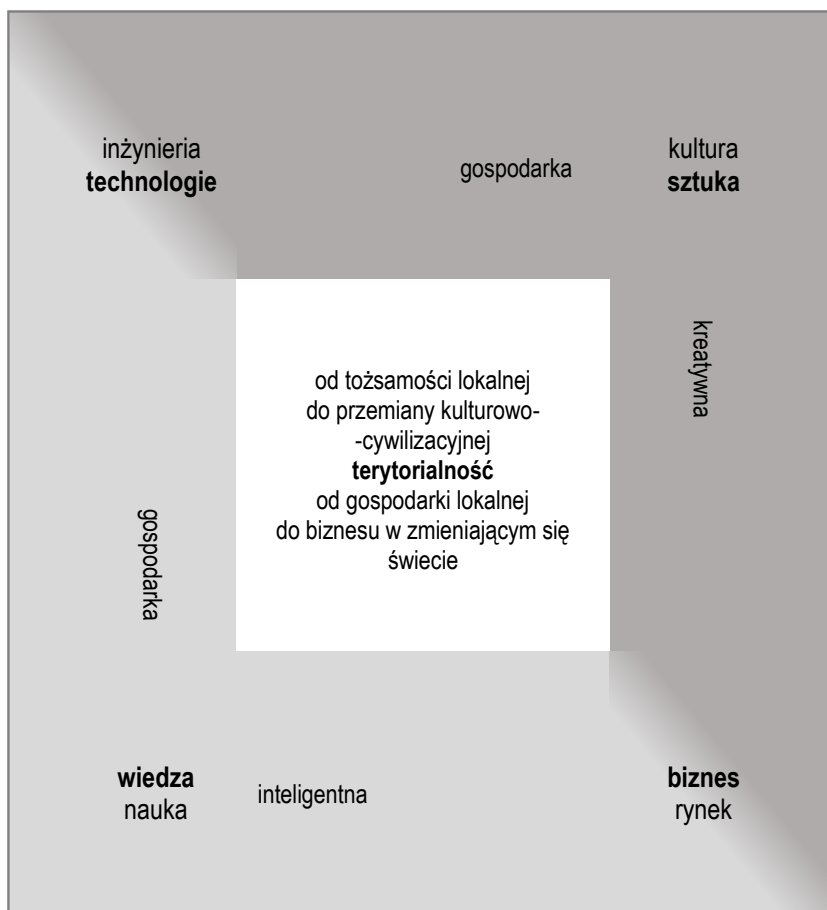 inżynieria
technologie
gospodarka
kultura
sztuka
kreatywna
od tożsamości lokalnej
do przemiany kulturowo-
-cywilizacyjnej
terytorialność
od gospodarki lokalnej
do biznesu w zmieniającym się
świecie
gospodarka
wiedza
nauka
inteligentna
biznes
rynek